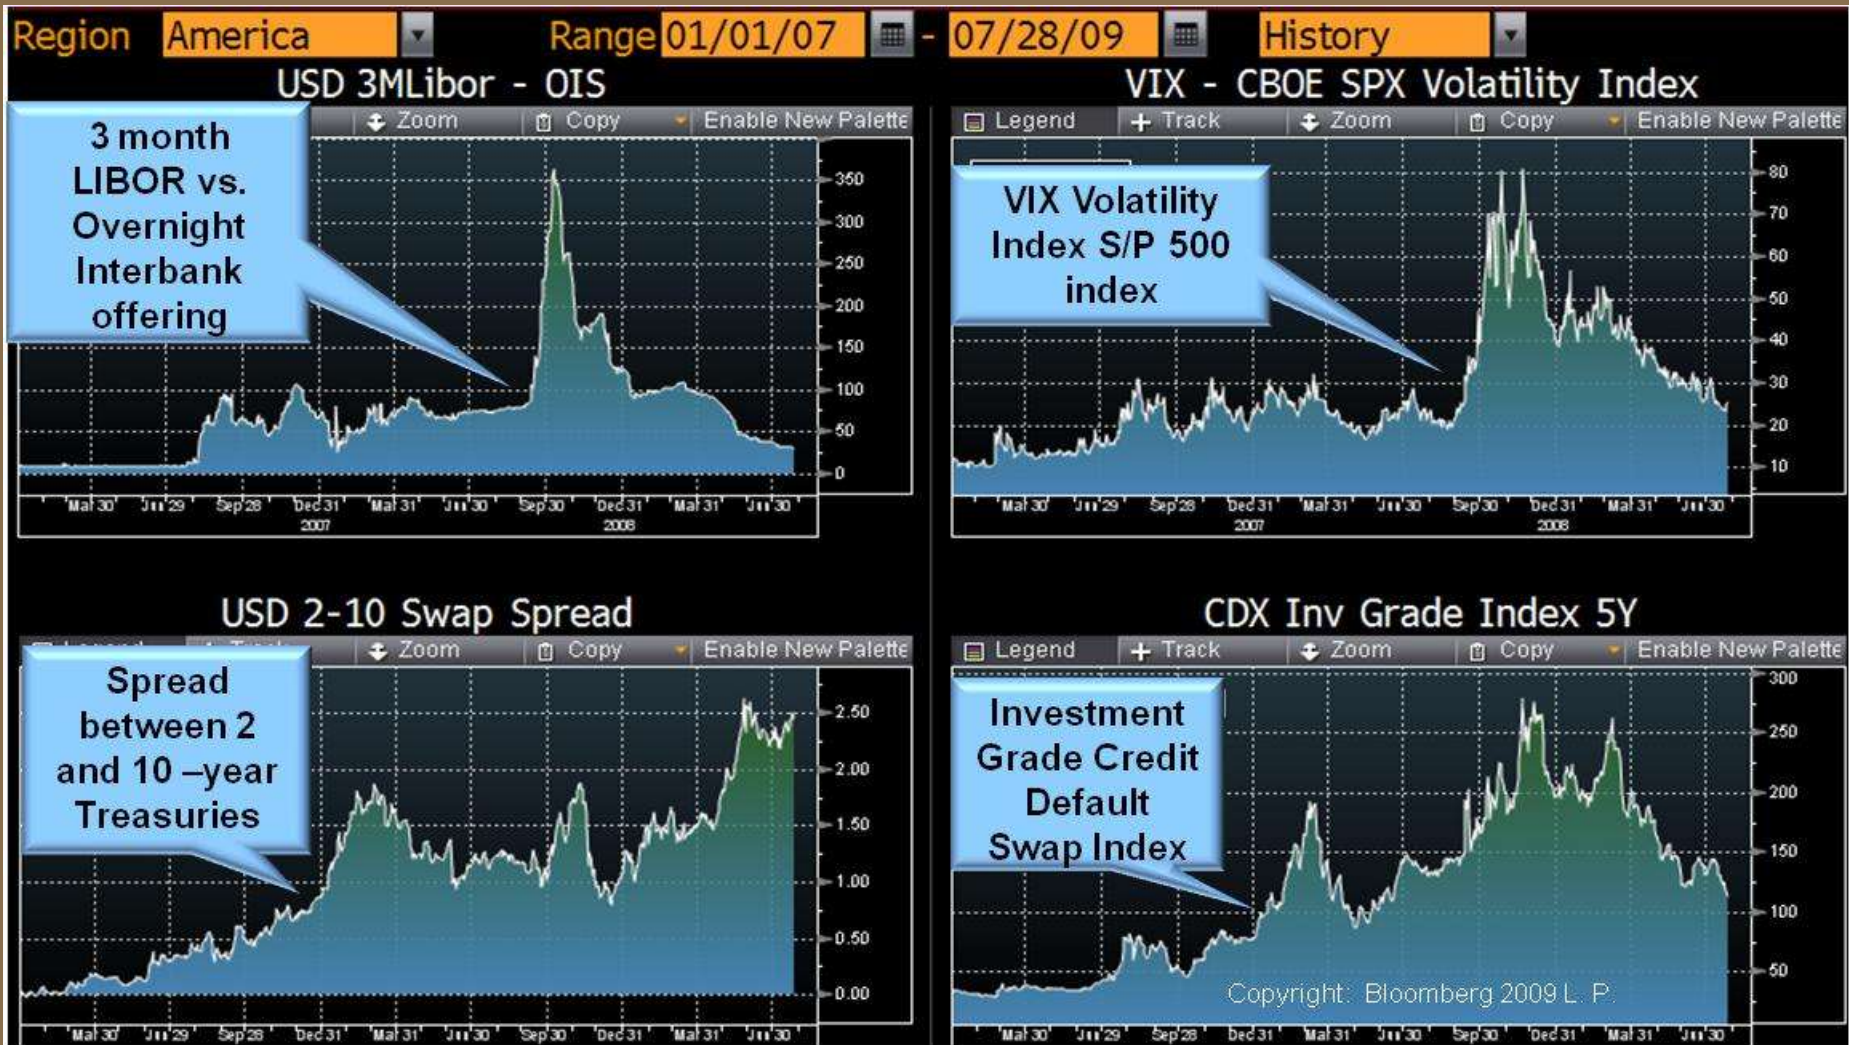 Region America Range 01/01/07 - 07/28/09 History
USD 3MLibor - OIS
Zoom Copy Enable New Palette
3 month
LIBOR vs.
Overnight
Interbank
offering
350
300
250
200
150
100
50
0
Mar 30 Jun 29 Sep 28 Dec 31 Mar 31 Jun 30 Sep 30 Dec 31 Mar 31 Jun 30
2007 2008
VIX - CBOE SPX Volatility Index
Legend Track Zoom Copy Enable New Palette
VIX Volatility
Index S/P 500
index
80
70
60
50
40
30
20
10
Mar 30 Jun 29 Sep 28 Dec 31 Mar 31 Jun 30 Sep 30 Dec 31 Mar 31 Jun 30
2007 2008
USD 2-10 Swap Spread
Zoom Copy Enable New Palette
Spread
between 2
and 10 –year
Treasuries
2.50
2.00
1.50
1.00
0.50
0.00
Mar 30 Jun 29 Sep 28 Dec 31 Mar 31 Jun 30 Sep 30 Dec 31 Mar 31 Jun 30
CDX Inv Grade Index 5Y
Legend Track Zoom Copy Enable New Palette
Investment
Grade Credit
Default
Swap Index
300
250
200
150
100
50
Copyright: Bloomberg 2009 L. P.
Mar 30 Jun 29 Sep 28 Dec 31 Mar 31 Jun 30 Sep 30 Dec 31 Mar 31 Jun 30